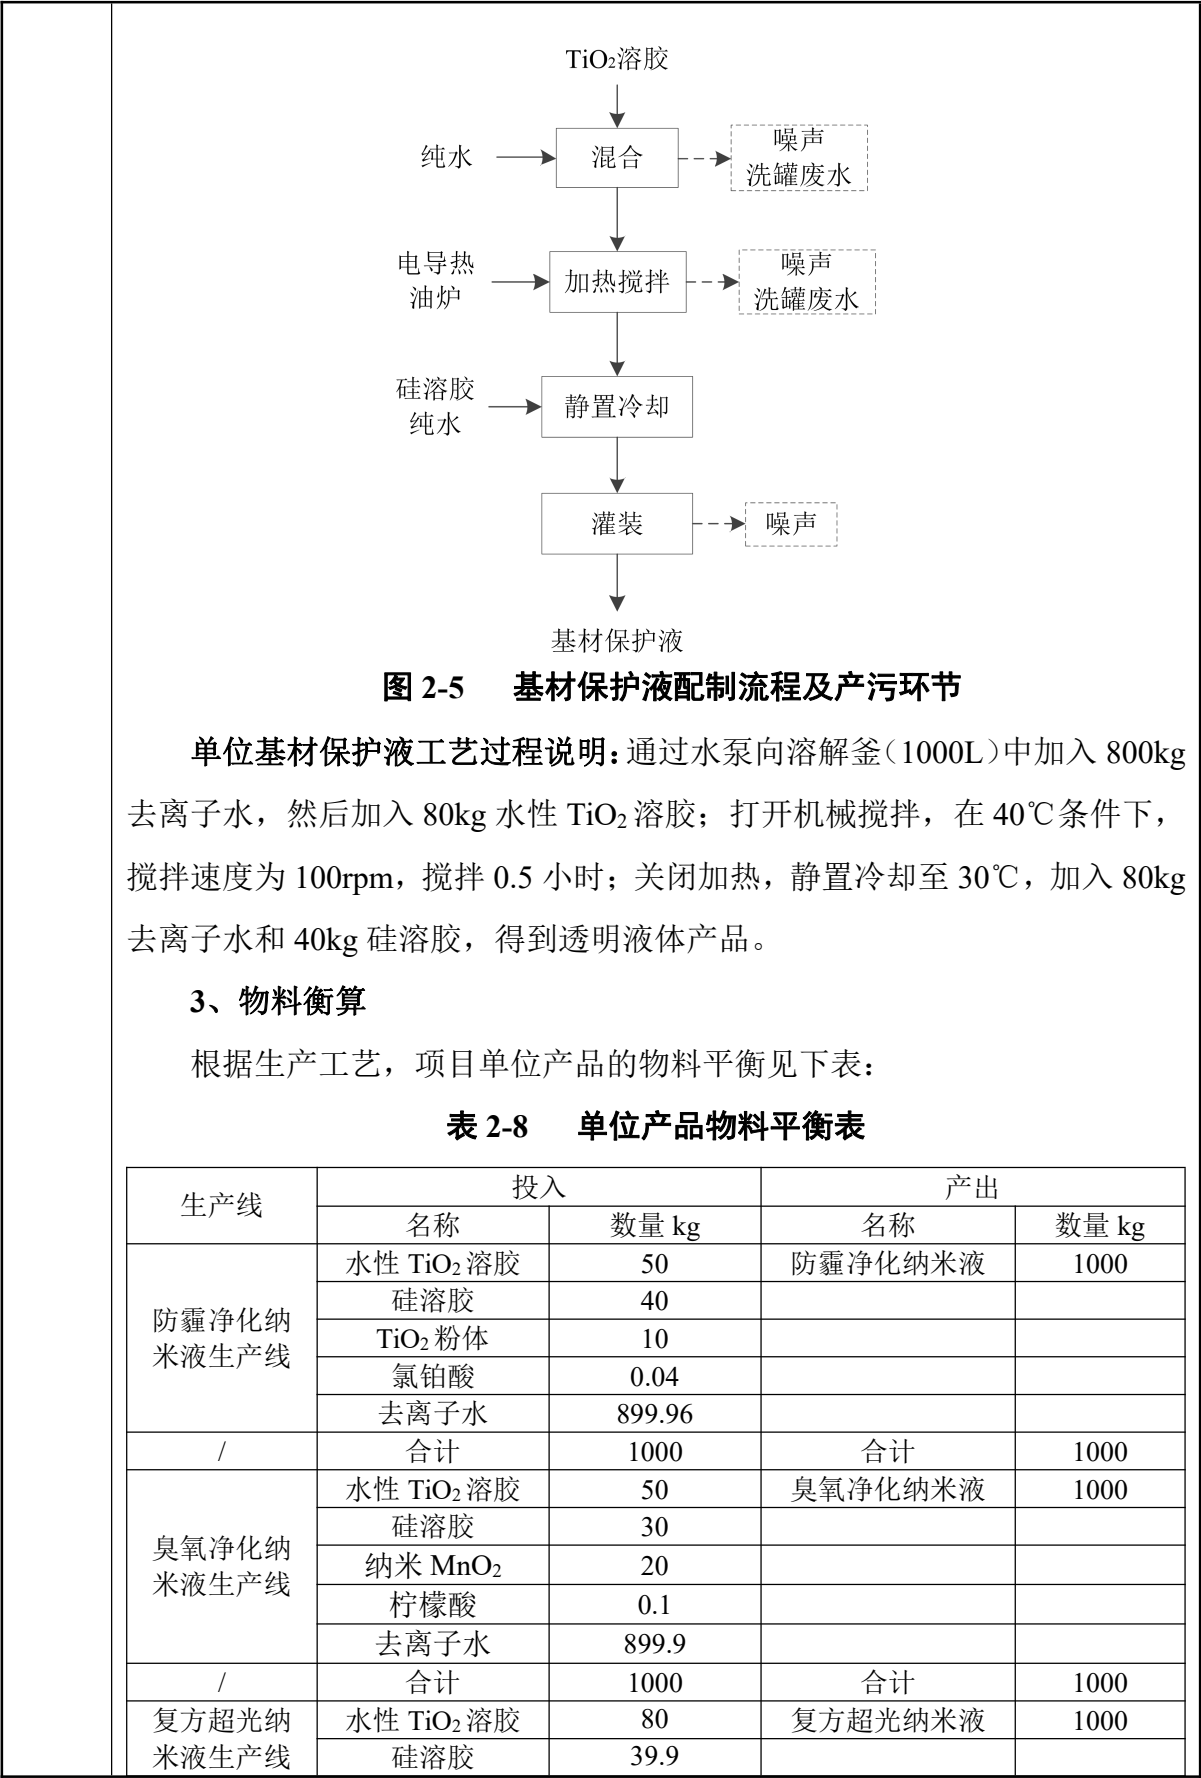 TiO₂溶胶
纯水
混合
噪声
洗罐废水
电导热
油炉
加热搅拌
噪声
洗罐废水
硅溶胶
纯水
静置冷却
灌装
噪声
基材保护液
图 2-5 基材保护液配制流程及产污环节
单位基材保护液工艺过程说明：通过水泵向溶解釜（1000L）中加入 800kg
去离子水，然后加入 80kg 水性 TiO₂ 溶胶；打开机械搅拌，在 40℃条件下，
搅拌速度为 100rpm，搅拌 0.5 小时；关闭加热，静置冷却至 30℃，加入 80kg
去离子水和 40kg 硅溶胶，得到透明液体产品。
3、物料衡算
根据生产工艺，项目单位产品的物料平衡见下表：
表 2-8 单位产品物料平衡表
生产线 投入 产出
名称 数量 kg 名称 数量 kg
防霾净化纳
米液生产线
水性 TiO₂ 溶胶 50 防霾净化纳米液 1000
硅溶胶 40
TiO₂ 粉体 10
氯铂酸 0.04
去离子水 899.96
/ 合计 1000 合计 1000
臭氧净化纳
米液生产线
水性 TiO₂ 溶胶 50 臭氧净化纳米液 1000
硅溶胶 30
纳米 MnO₂ 20
柠檬酸 0.1
去离子水 899.9
/ 合计 1000 合计 1000
复方超光纳
米液生产线
水性 TiO₂ 溶胶 80 复方超光纳米液 1000
硅溶胶 39.9